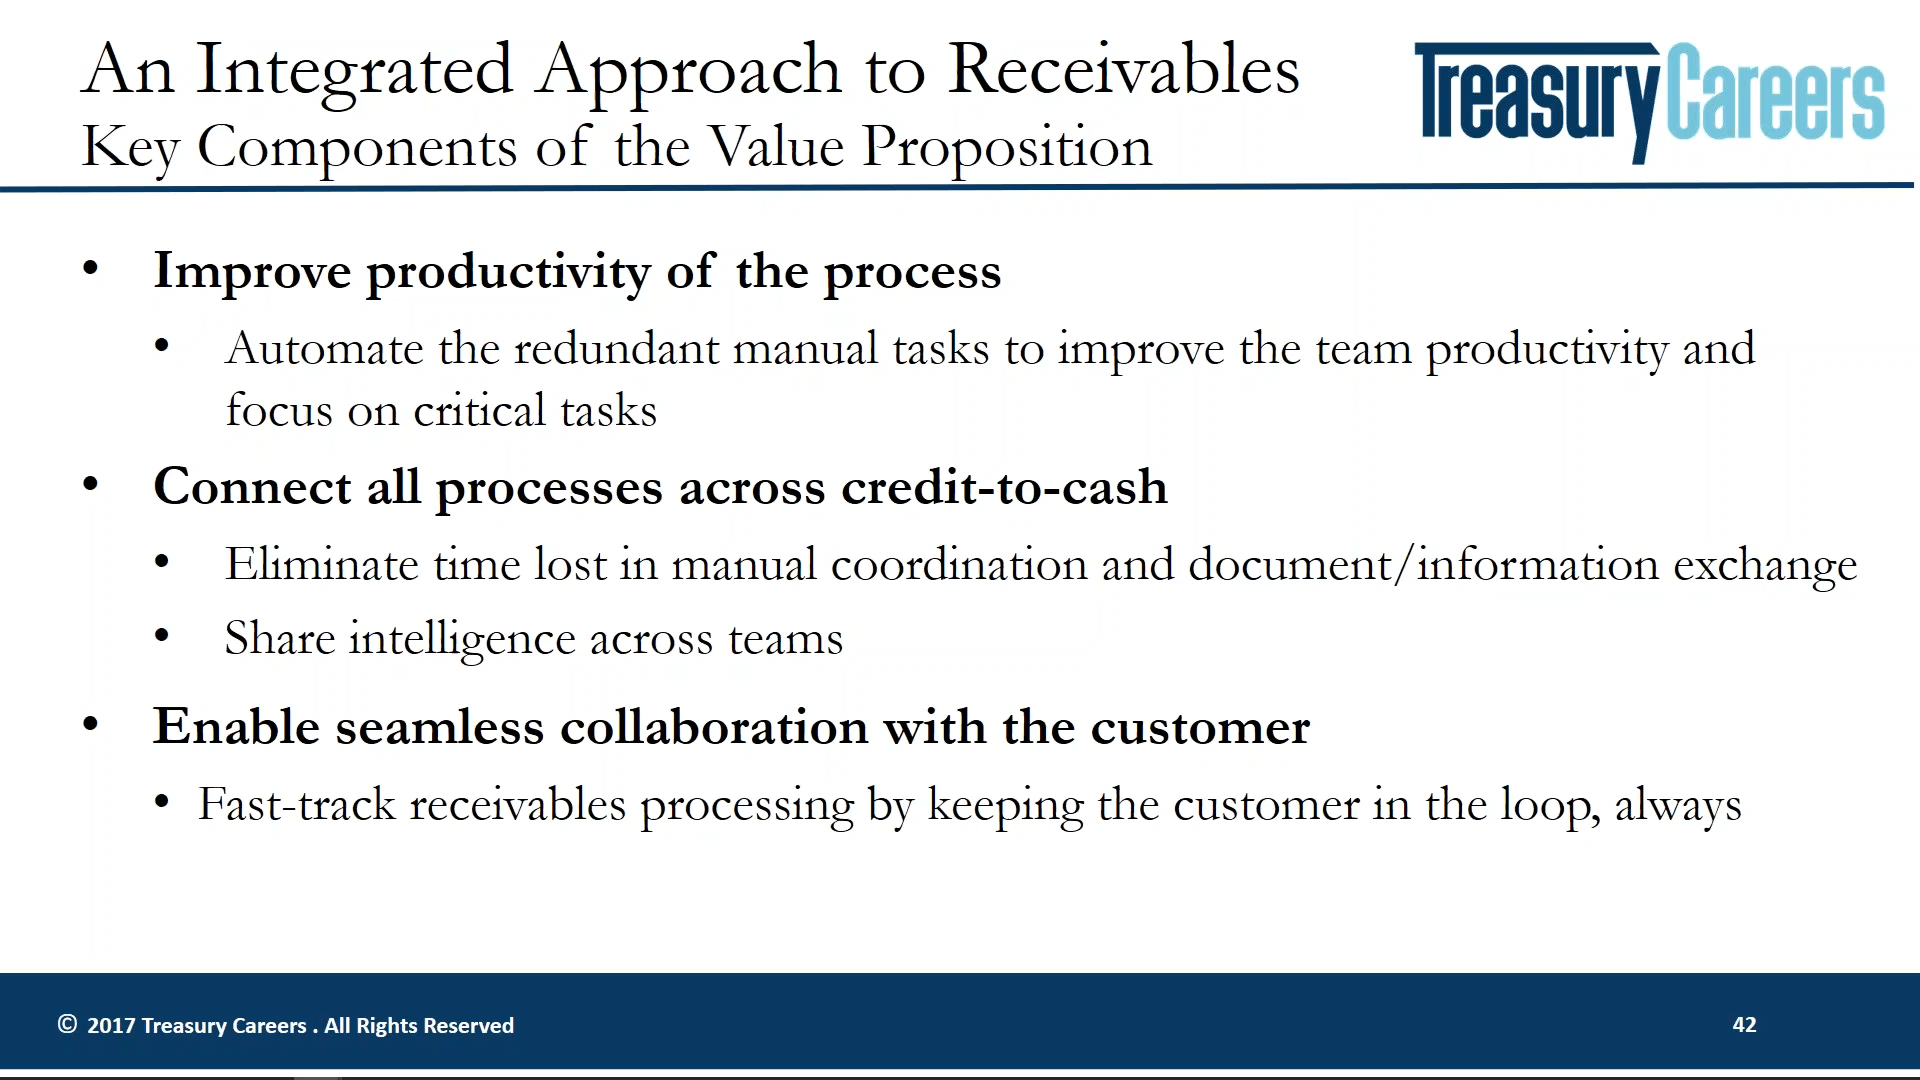 An Integrated Approach to Receivables
Key Components of the Value Proposition
TreasuryCareers
• Improve productivity of the process
• Automate the redundant manual tasks to improve the team productivity and
focus on critical tasks
• Connect all processes across credit-to-cash
• Eliminate time lost in manual coordination and document/information exchange
• Share intelligence across teams
• Enable seamless collaboration with the customer
• Fast-track receivables processing by keeping the customer in the loop, always
© 2017 Treasury Careers . All Rights Reserved
42